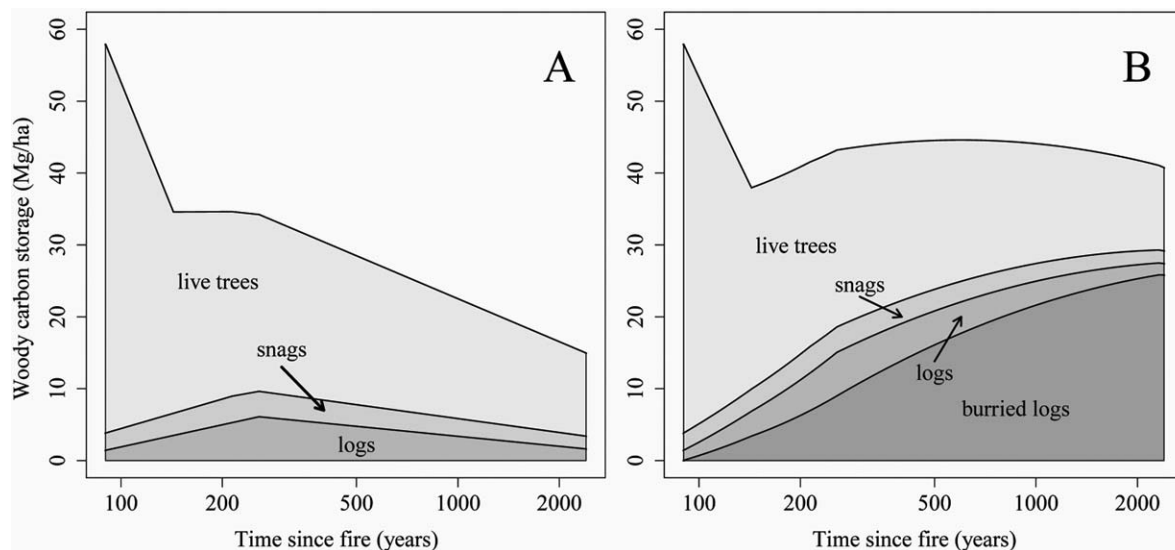 A
Woody carbon storage (Mg/ha)
60
50
40
30
20
10
0
live trees
snags
logs
100
200
500
1000
2000
Time since fire (years)
B
60
50
40
30
20
10
0
live trees
snags
logs
burried logs
100
200
500
1000
2000
Time since fire (years)